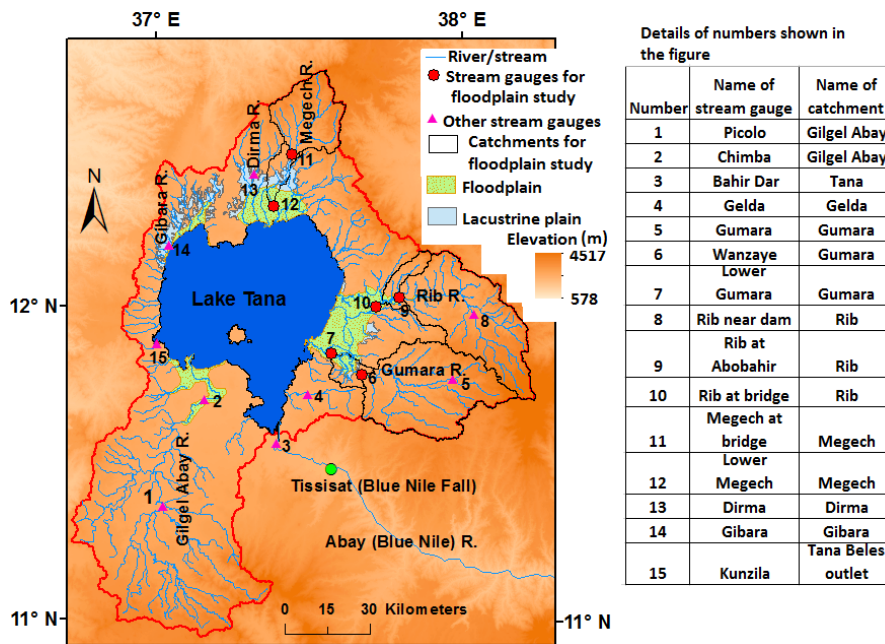 37° E
38° E
12° N
11° N
11° N
N
River/stream
Stream gauges for
floodplain study
Other stream gauges
Catchments for
floodplain study
Floodplain
Lacustrine plain
Elevation (m)
4517
578
Megech R.
Dirma R.
Gibara R.
11
13
12
14
Lake Tana
10
Rib R.
9
8
7
Gumara R.
6
5
15
4
2
3
Tissisat (Blue Nile Fall)
1
Gilgel Abay R.
Abay (Blue Nile) R.
0 15 30 Kilometers
Details of numbers shown in
the figure
Number Name of stream gauge Name of catchment
1 Picolo Gilgel Abay
2 Chimba Gilgel Abay
3 Bahir Dar Tana
4 Gelda Gelda
5 Gumara Gumara
6 Wanzaye Gumara
7 Lower Gumara Gumara
8 Rib near dam Rib
9 Rib at Abobahir Rib
10 Rib at bridge Rib
11 Megech at bridge Megech
12 Lower Megech Megech
13 Dirma Dirma
14 Gibara Gibara
15 Kunzila Tana Beles outlet